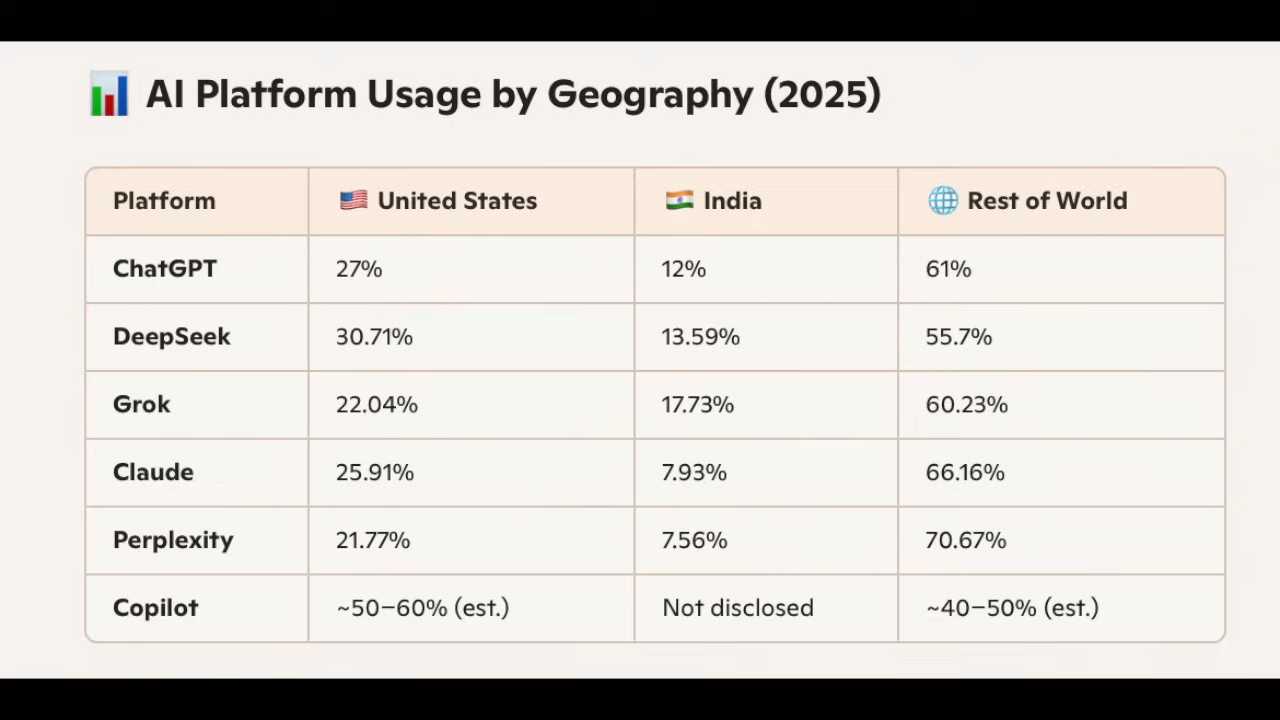 AI Platform Usage by Geography (2025)
Platform United States India Rest of World
ChatGPT 27% 12% 61%
DeepSeek 30.71% 13.59% 55.7%
Grok 22.04% 17.73% 60.23%
Claude 25.91% 7.93% 66.16%
Perplexity 21.77% 7.56% 70.67%
Copilot ~50–60% (est.) Not disclosed ~40–50% (est.)